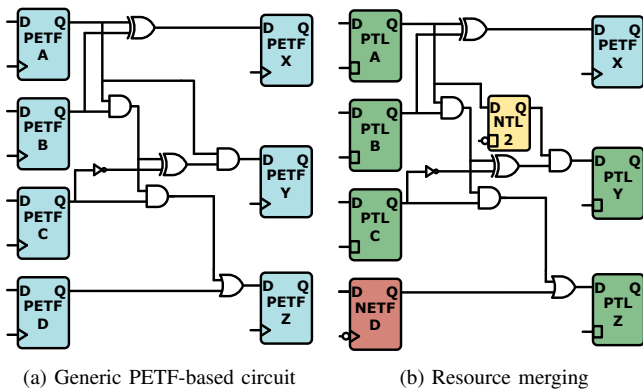 D Q D Q D Q D Q
PETF PETF PTL PETF
A X A X
D Q D Q D Q D Q
PETF NTL PTL
B 2 B
D Q D Q
PETF PTL
Y Y
D Q D Q
PETF PTL
C C
D Q D Q D Q D Q
PETF PETF NETF PTL
D Z D Z
(a) Generic PETF-based circuit
(b) Resource merging